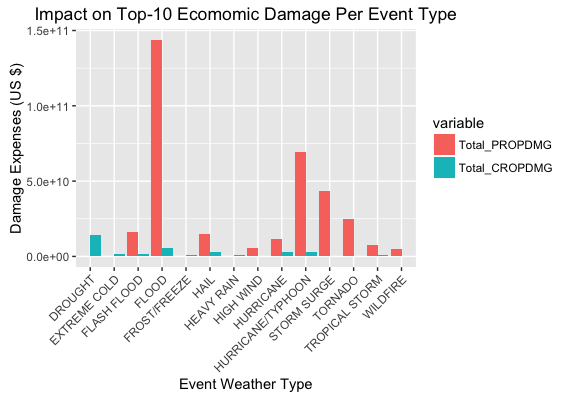 Impact on Top-10 Ecomomic Damage Per Event Type
Damage Expenses (US $)
1.5e+11
1.0e+11
5.0e+10
0.0e+00
DROUGHT
EXTREME COLD
FLASH FLOOD
FLOOD
FROST/FREEZE
HAIL
HEAVY RAIN
HIGH WIND
HURRICANE
HURRICANE/TYPHOON
STORM SURGE
TORNADO
TROPICAL STORM
WILDFIRE
Event Weather Type
variable
Total_PROPDMG
Total_CROPDMG